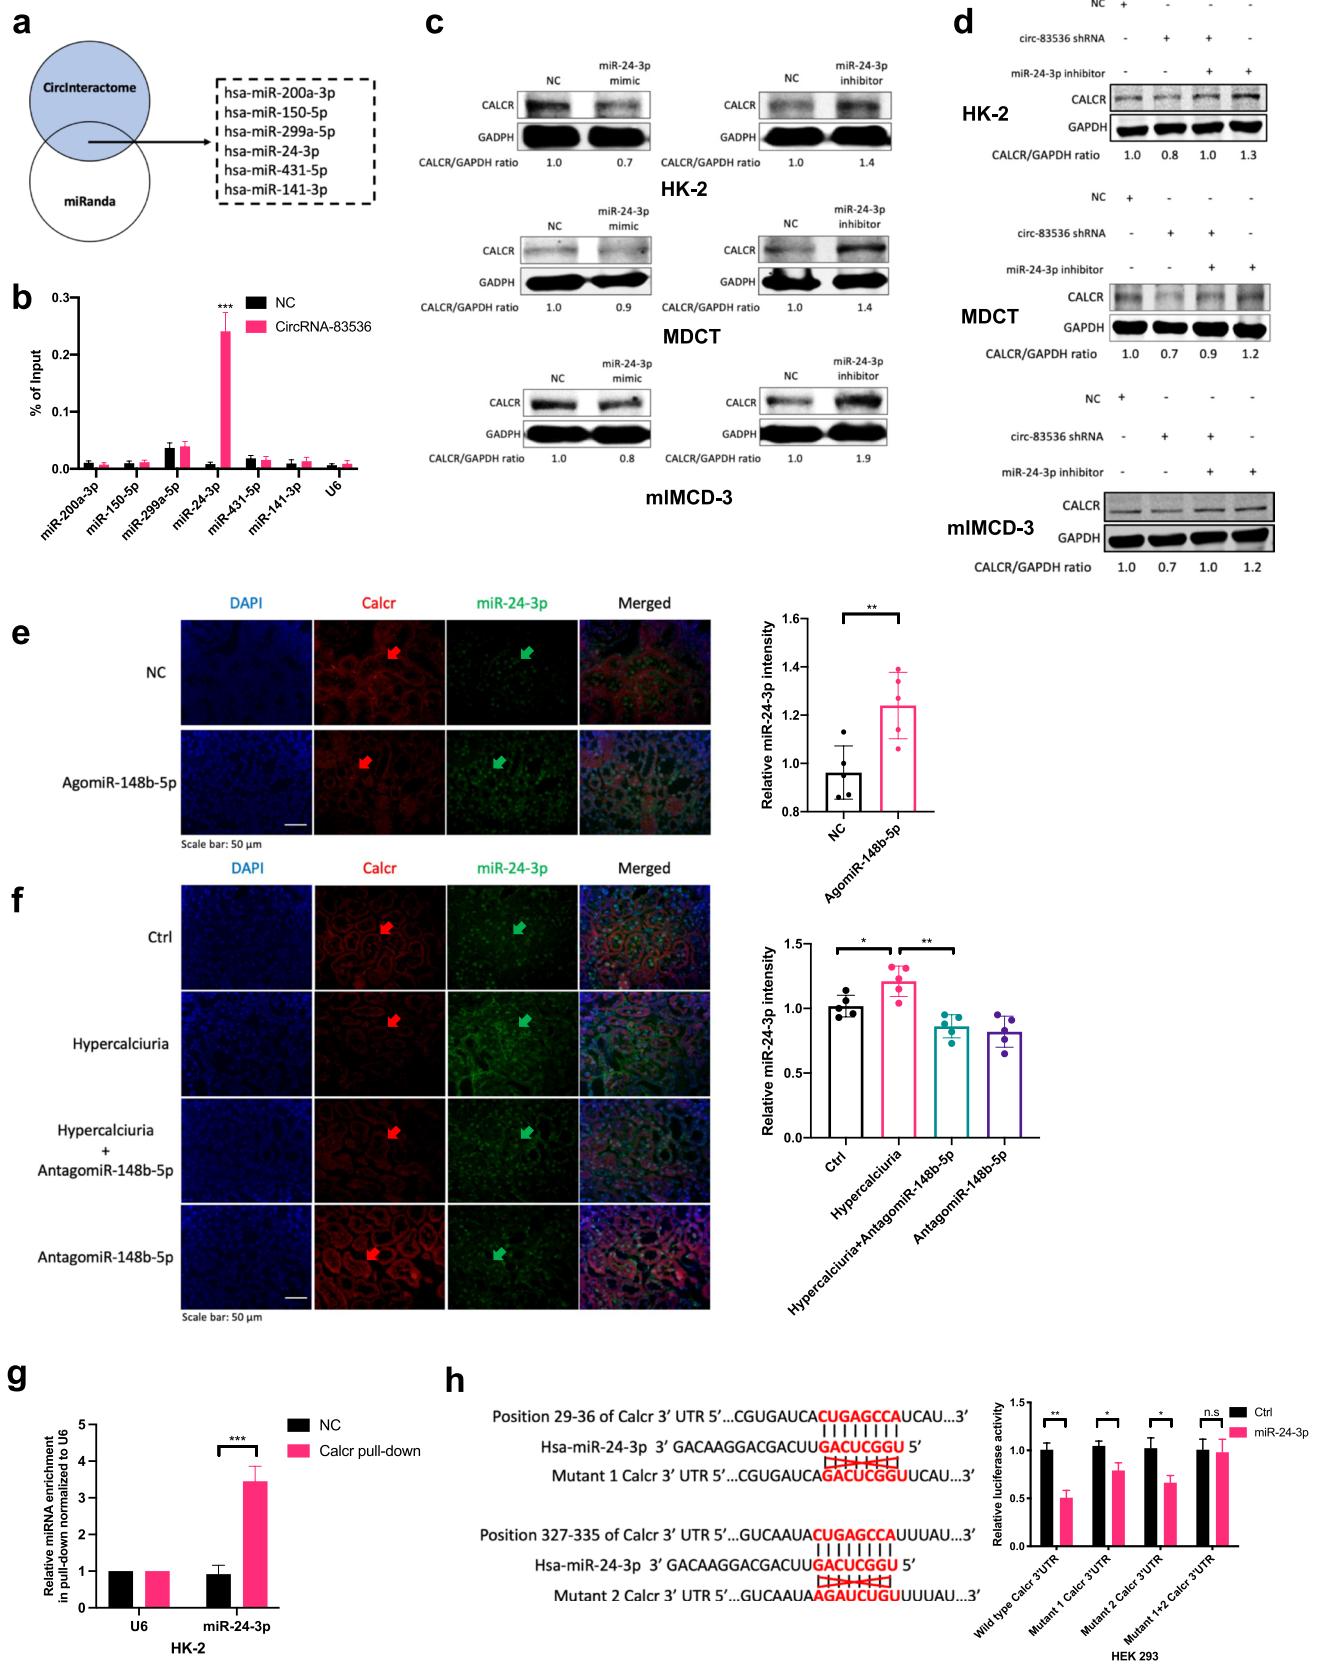 a
CircInteractome
miRanda
hsa-miR-200a-3p
hsa-miR-150-5p
hsa-miR-299a-5p
hsa-miR-24-3p
hsa-miR-431-5p
hsa-miR-141-3p
b
% of Input
0.3
0.2
0.1
0.0
***
NC
CircRNA-83536
miR-200a-3p
miR-150-5p
miR-299a-5p
miR-24-3p
miR-431-5p
miR-141-3p
U6
c
NC
miR-24-3p
mimic
CALCR
GADPH
CALCR/GAPDH ratio 1.0 0.7
NC
miR-24-3p
inhibitor
CALCR
GADPH
CALCR/GAPDH ratio 1.0 1.4
HK-2
NC
miR-24-3p
mimic
CALCR
GADPH
CALCR/GAPDH ratio 1.0 0.9
NC
miR-24-3p
inhibitor
CALCR
GADPH
CALCR/GAPDH ratio 1.0 1.4
MDCT
NC
miR-24-3p
mimic
CALCR
GADPH
CALCR/GAPDH ratio 1.0 0.8
NC
miR-24-3p
inhibitor
CALCR
GADPH
CALCR/GAPDH ratio 1.0 1.9
mIMCD-3
d
NC + - - -
circ-83536 shRNA - + + -
miR-24-3p inhibitor - - + +
HK-2
CALCR
GAPDH
CALCR/GAPDH ratio 1.0 0.8 1.0 1.3
NC + - - -
circ-83536 shRNA - + + -
miR-24-3p inhibitor - - + +
MDCT
CALCR
GAPDH
CALCR/GAPDH ratio 1.0 0.7 0.9 1.2
NC + - - -
circ-83536 shRNA - + + -
miR-24-3p inhibitor - - + +
mIMCD-3
CALCR
GAPDH
CALCR/GAPDH ratio 1.0 0.7 1.0 1.2
e
DAPI Calcr miR-24-3p Merged
NC
AgomiR-148b-5p
Scale bar: 50 µm
Relative miR-24-3p intensity
1.6
1.4
1.2
1.0
0.8
**
NC
AgomiR-148b-5p
f
DAPI Calcr miR-24-3p Merged
Ctrl
Hypercalciuria
Hypercalciuria
+
AntagomiR-148b-5p
AntagomiR-148b-5p
Scale bar: 50 µm
Relative miR-24-3p intensity
1.5
1.0
0.5
0.0
* **
Ctrl
Hypercalciuria
Hypercalciuria+AntagomiR-148b-5p
AntagomiR-148b-5p
g
Relative miRNA enrichment
in pull-down normalized to U6
5
4
3
2
1
0
***
NC
Calcr pull-down
U6 miR-24-3p
HK-2
h
Position 29-36 of Calcr 3’ UTR 5’...CGUGAUCACUGAGCCAUCAU...3’
Hsa-miR-24-3p 3’ GACAAGGACGACUUGACUCGGU 5’
Mutant 1 Calcr 3’ UTR 5’...CGUGAUCAGACUCGGUUCAU...3’
Position 327-335 of Calcr 3’ UTR 5’...GUCAAUACUGAGCCAUUUAU...3’
Hsa-miR-24-3p 3’ GACAAGGACGACUUGACUCGGU 5’
Mutant 2 Calcr 3’ UTR 5’...GUCAAUAAGAUCUGUUUUAU...3’
Relative luciferase activity
1.5
1.0
0.5
0.0
** * * n.s
Ctrl
miR-24-3p
Wild type Calcr 3'UTR
Mutant 1 Calcr 3'UTR
Mutant 2 Calcr 3'UTR
Mutant 1+2 Calcr 3'UTR
HEK 293